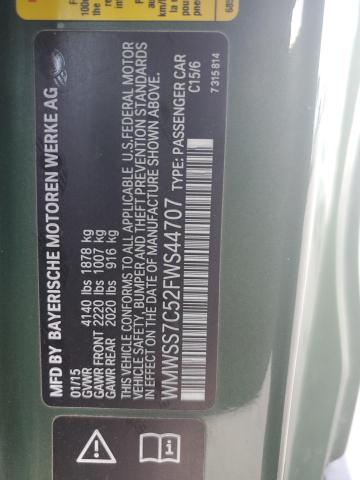 MFD BY BAYERISCHE MOTOREN WERKE AG
01/15
GVWR 4140 lbs 1878 kg
GAWR FRONT 2220 lbs 1007 kg
GAWR REAR 2020 lbs 916 kg
THIS VEHICLE CONFORMS TO ALL APPLICABLE U.S.FEDERAL MOTOR
VEHICLE SAFETY, BUMPER, AND THEFT PREVENTION STANDARDS
IN EFFECT ON THE DATE OF MANUFACTURE SHOWN ABOVE.
WMWSS7C52FWS44707 TYPE: PASSENGER CAR
C15/6
7 315 814